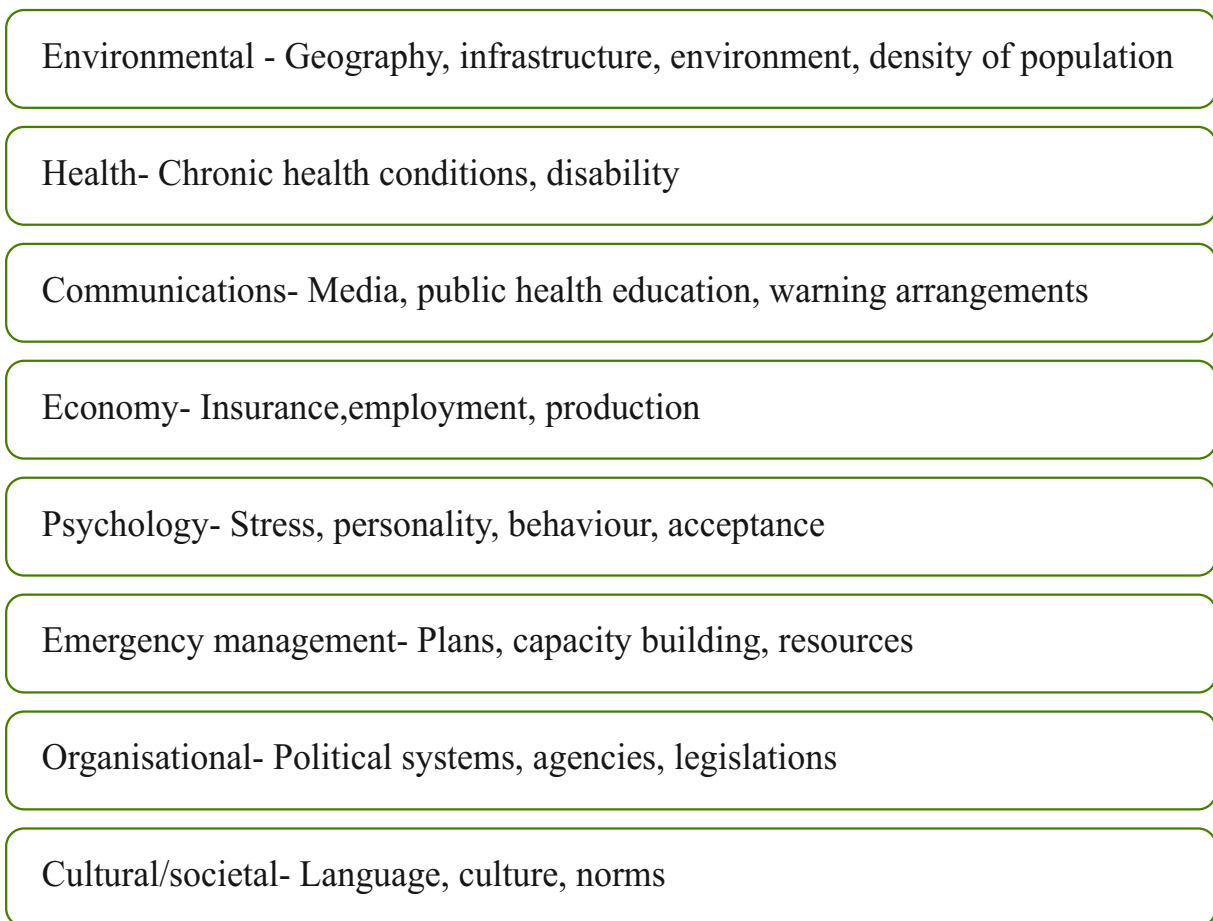 Environmental - Geography, infrastructure, environment, density of population
Health- Chronic health conditions, disability
Communications- Media, public health education, warning arrangements
Economy- Insurance,employment, production
Psychology- Stress, personality, behaviour, acceptance
Emergency management- Plans, capacity building, resources
Organisational- Political systems, agencies, legislations
Cultural/societal- Language, culture, norms